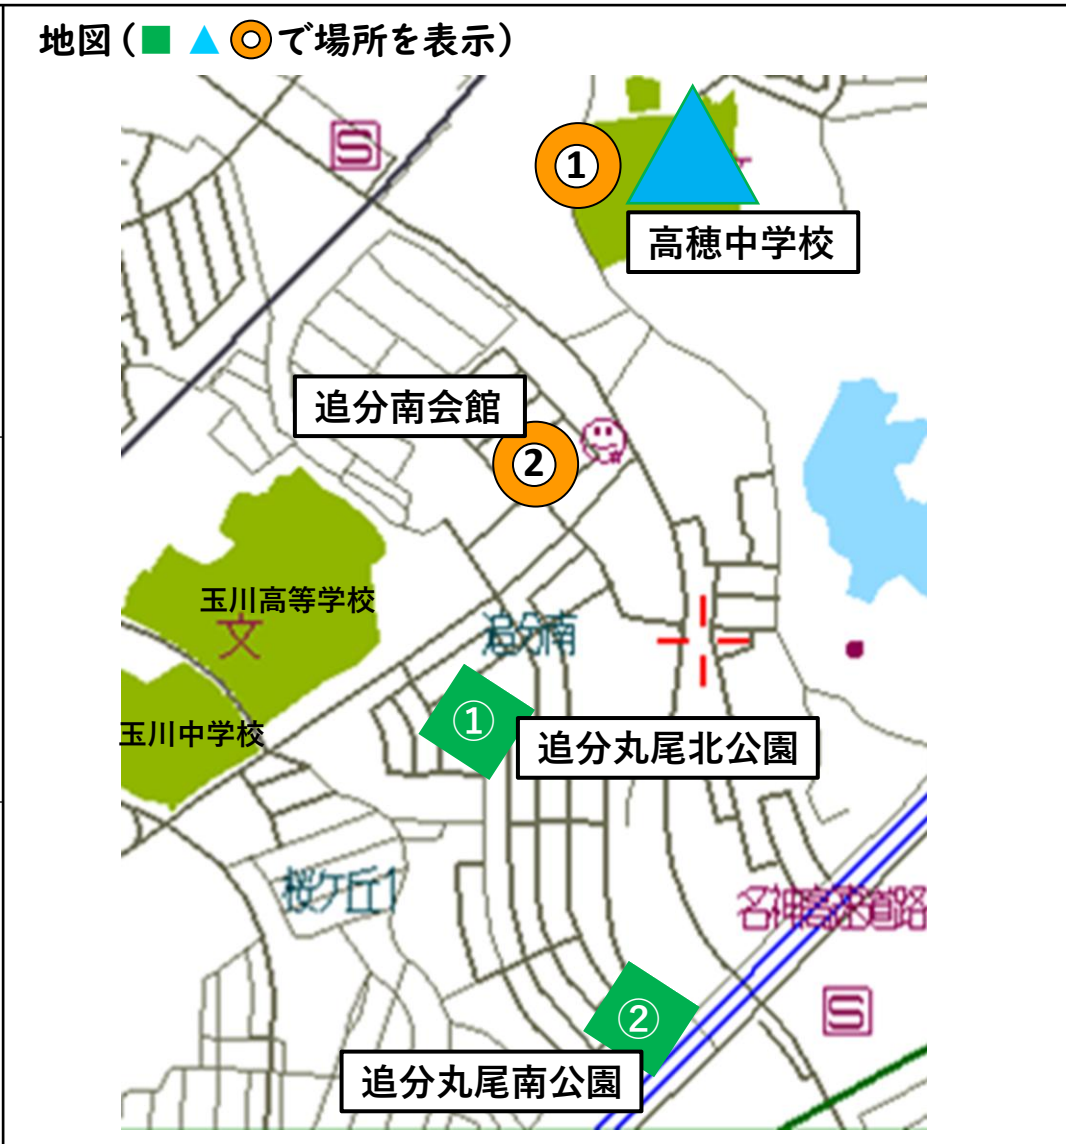 地図(■ ▲ ◎で場所を表示)
S
1
高穂中学校
追分南会館
2
玉川高等学校
文
追分南
①
玉川中学校
追分丸尾北公園
桜ケ丘1
名神高速道路
②
S
追分丸尾南公園